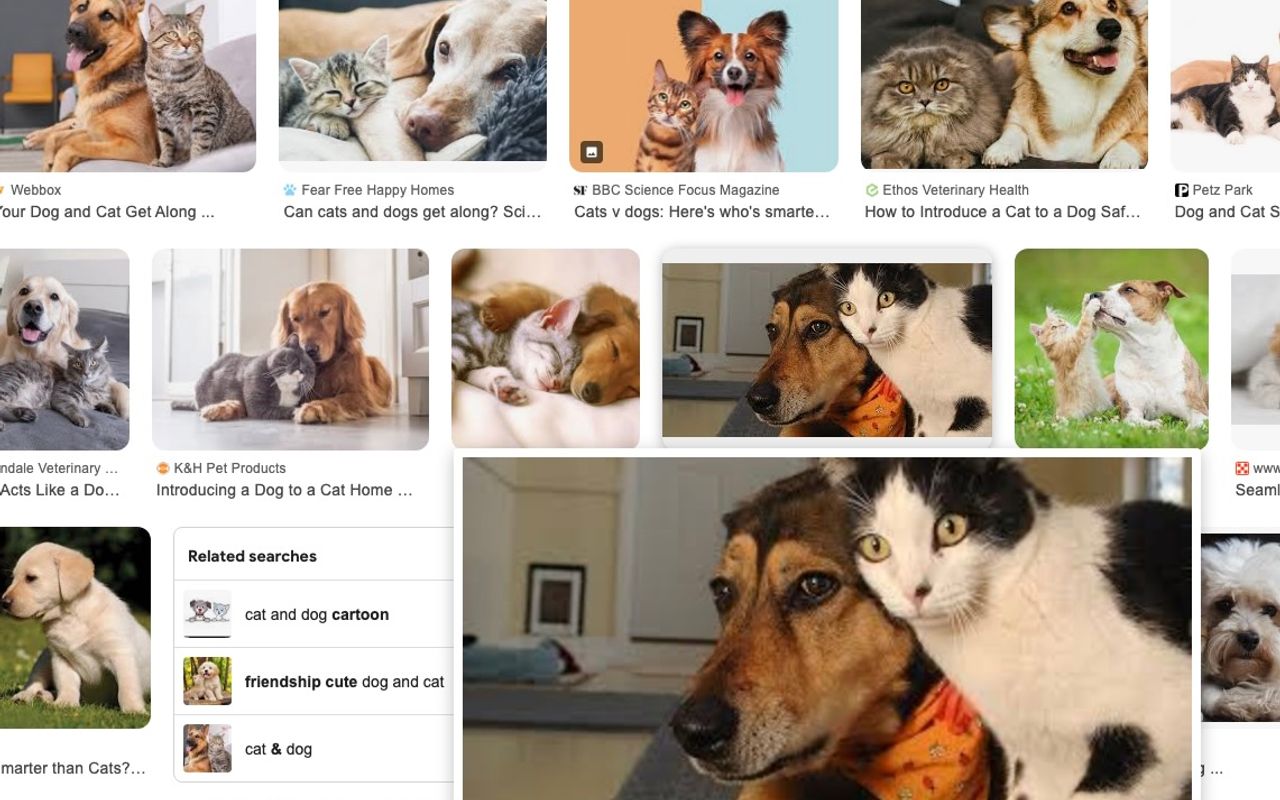 Webbox
Your Dog and Cat Get Along ...
Fear Free Happy Homes
Can cats and dogs get along? Sci...
SF BBC Science Focus Magazine
Cats v dogs: Here's who's smarte...
Ethos Veterinary Health
How to Introduce a Cat to a Dog Saf...
Petz Park
Dog and Cat S
ndale Veterinary ...
Acts Like a Do...
K&H Pet Products
Introducing a Dog to a Cat Home ...
www
Seaml
Related searches
cat and dog cartoon
friendship cute dog and cat
cat & dog
marter than Cats?...
g ...